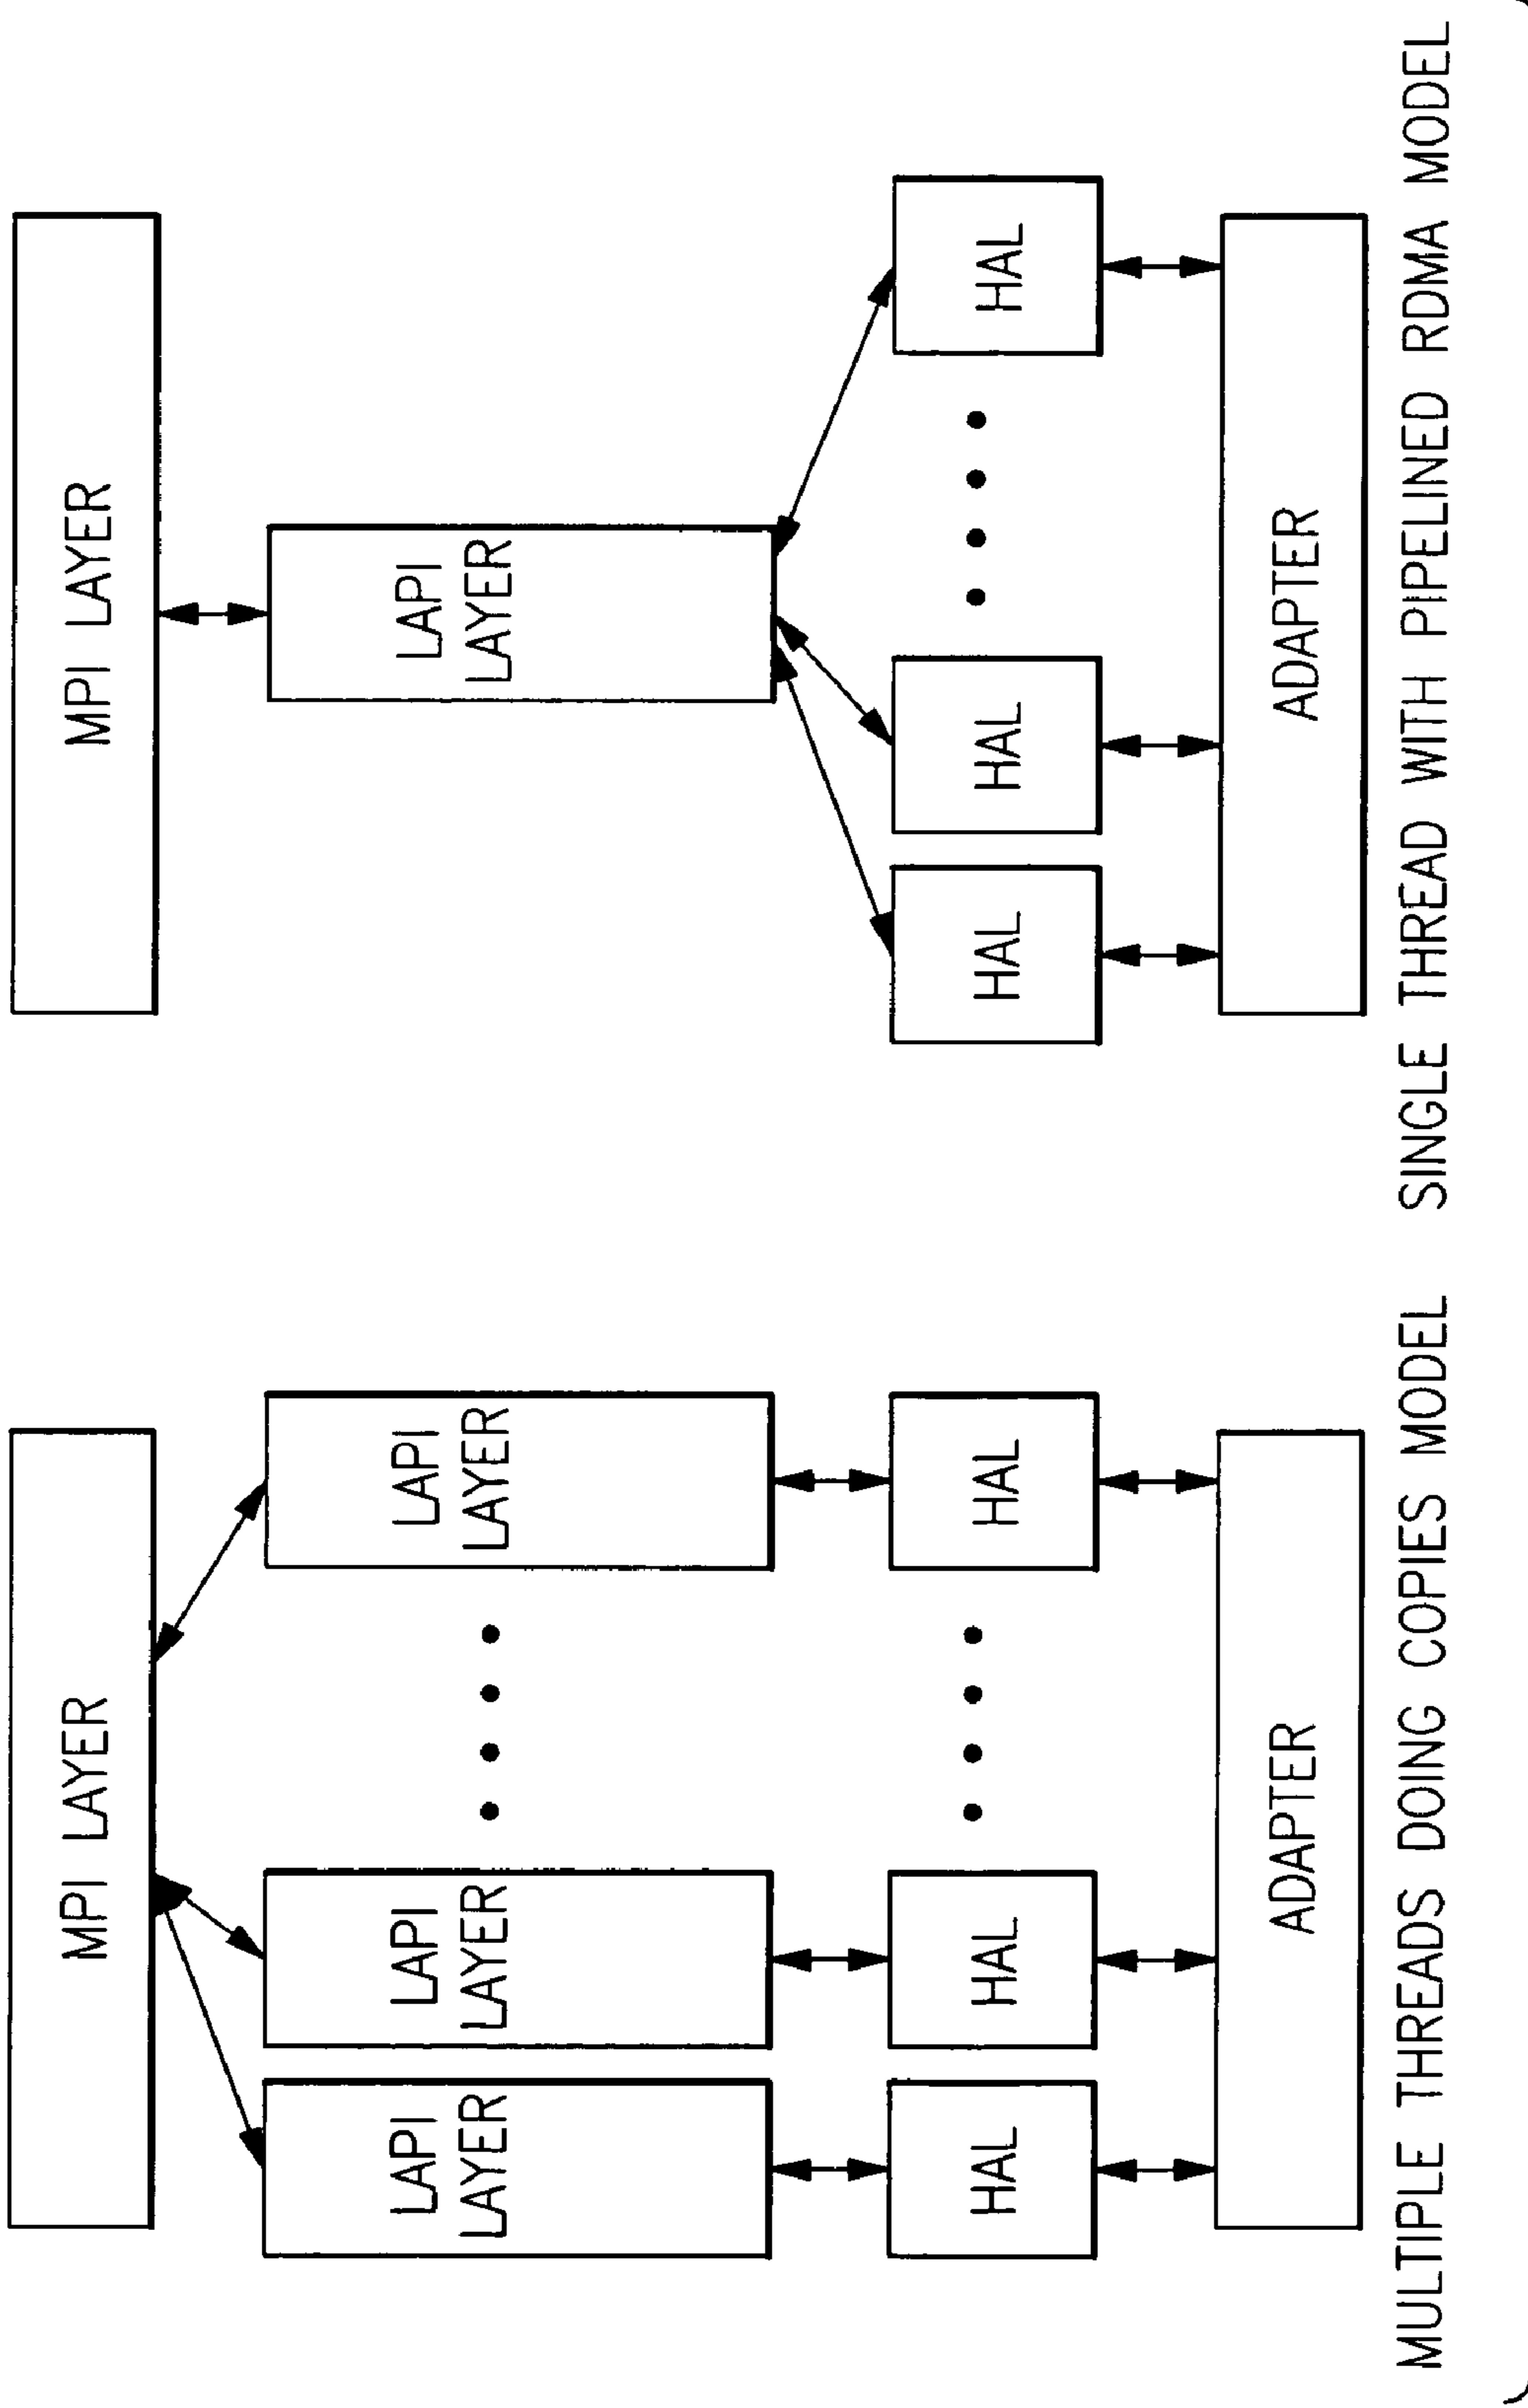 MPI LAYER
LAPI
LAYER
LAPI
LAYER
LAPI
LAYER
HAL
HAL
HAL
ADAPTER
MULTIPLE THREADS DOING COPIES MODEL
MPI LAYER
LAPI
LAYER
HAL
HAL
HAL
ADAPTER
SINGLE THREAD WITH PIPELINED RDMA MODEL